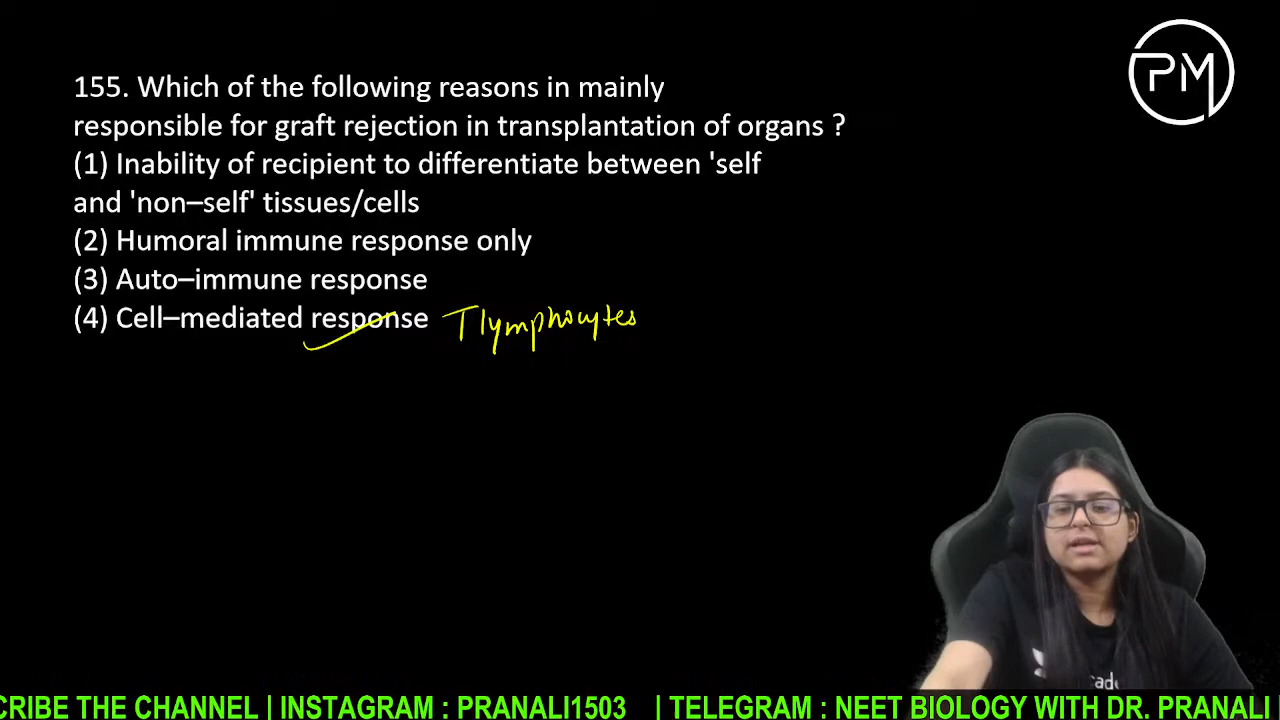 PM
155. Which of the following reasons in mainly
responsible for graft rejection in transplantation of organs ?
(1) Inability of recipient to differentiate between 'self
and 'non–self' tissues/cells
(2) Humoral immune response only
(3) Auto–immune response
(4) Cell–mediated response Tlymphocytes
CRIBE THE CHANNEL | INSTAGRAM : PRANALI1503 | TELEGRAM : NEET BIOLOGY WITH DR. PRANALI